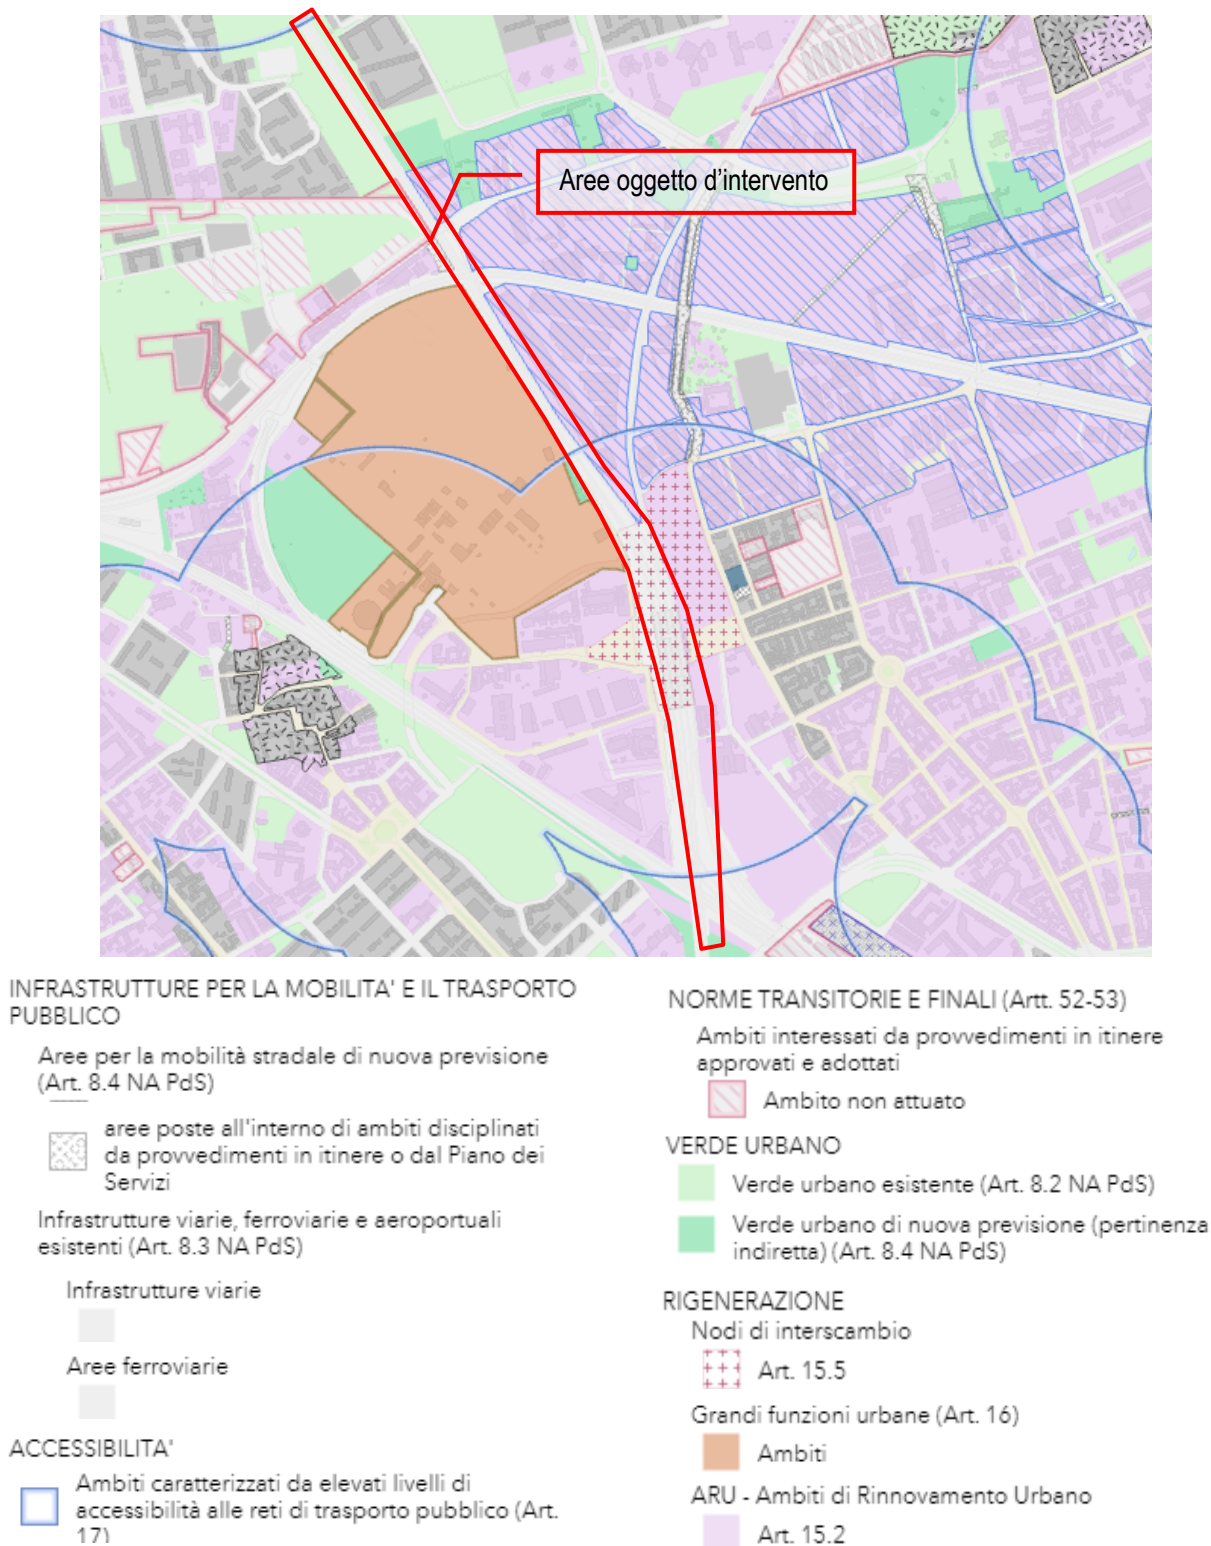 Aree oggetto d'intervento
INFRASTRUTTURE PER LA MOBILITA' E IL TRASPORTO
PUBBLICO
Aree per la mobilità stradale di nuova previsione
(Art. 8.4 NA PdS)
aree poste all'interno di ambiti disciplinati
da provvedimenti in itinere o dal Piano dei
Servizi
Infrastrutture viarie, ferroviarie e aeroportuali
esistenti (Art. 8.3 NA PdS)
Infrastrutture viarie
Aree ferroviarie
ACCESSIBILITA'
Ambiti caratterizzati da elevati livelli di
accessibilità alle reti di trasporto pubblico (Art.
17)
NORME TRANSITORIE E FINALI (Artt. 52-53)
Ambiti interessati da provvedimenti in itinere
approvati e adottati
Ambito non attuato
VERDE URBANO
Verde urbano esistente (Art. 8.2 NA PdS)
Verde urbano di nuova previsione (pertinenza
indiretta) (Art. 8.4 NA PdS)
RIGENERAZIONE
Nodi di interscambio
Art. 15.5
Grandi funzioni urbane (Art. 16)
Ambiti
ARU - Ambiti di Rinnovamento Urbano
Art. 15.2